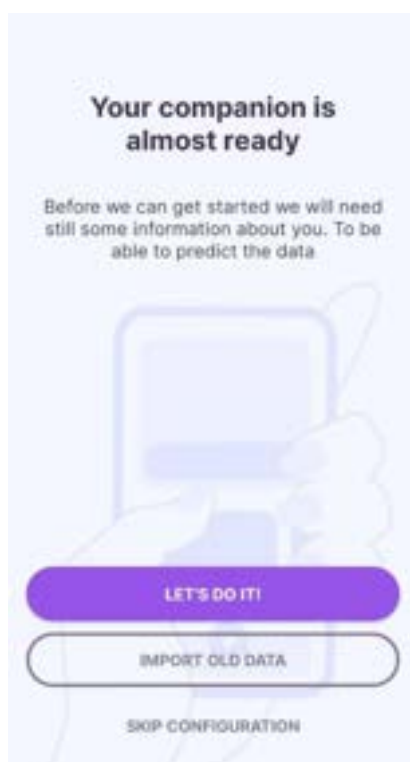 Your companion is
almost ready
Before we can get started we will need
still some information about you. To be
able to predict the data
LET'S DO IT!
IMPORT OLD DATA
SKIP CONFIGURATION